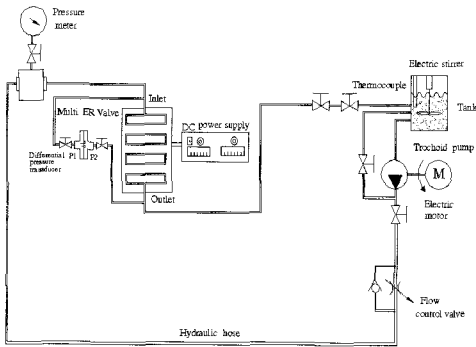 Pressure
meter
Electric stirrer
Thermocouple
Tank
Inlet
Multi ER Valve
DC power supply
Trochoid pump
P1 P2
Differential
pressure
transducer
M
Outlet
Electric
motor
Flow
control valve
Hydraulic hose